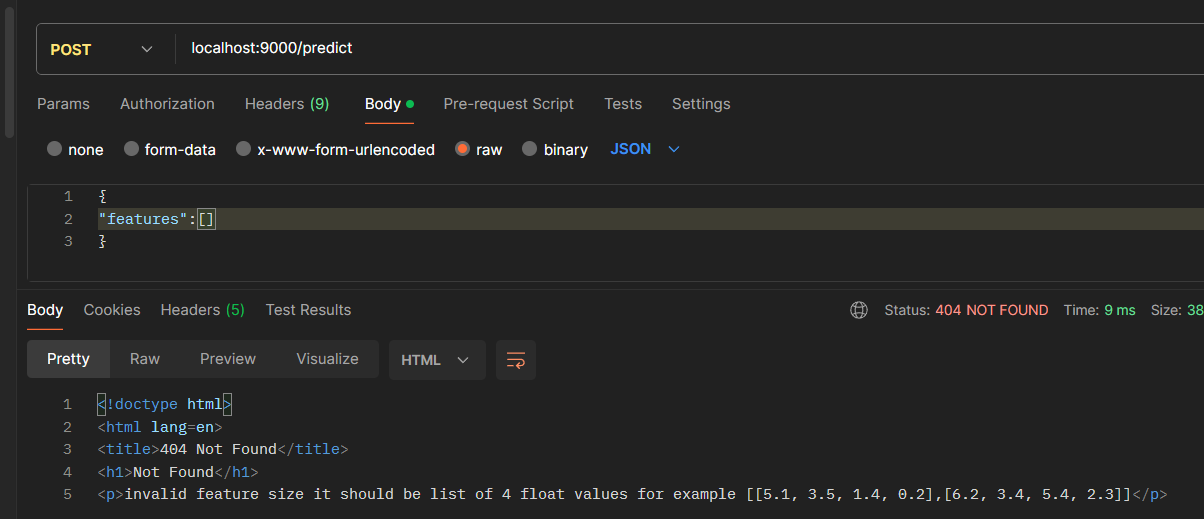 POST localhost:9000/predict
Params Authorization Headers (9) Body Pre-request Script Tests Settings
none form-data x-www-form-urlencoded raw binary JSON
1 {
2 "features":[]
3 }
Body Cookies Headers (5) Test Results Status: 404 NOT FOUND Time: 9 ms Size: 38
Pretty Raw Preview Visualize HTML
1 <!doctype html>
2 <html lang=en>
3 <title>404 Not Found</title>
4 <h1>Not Found</h1>
5 <p>invalid feature size it should be list of 4 float values for example [[5.1, 3.5, 1.4, 0.2],[6.2, 3.4, 5.4, 2.3]]</p>